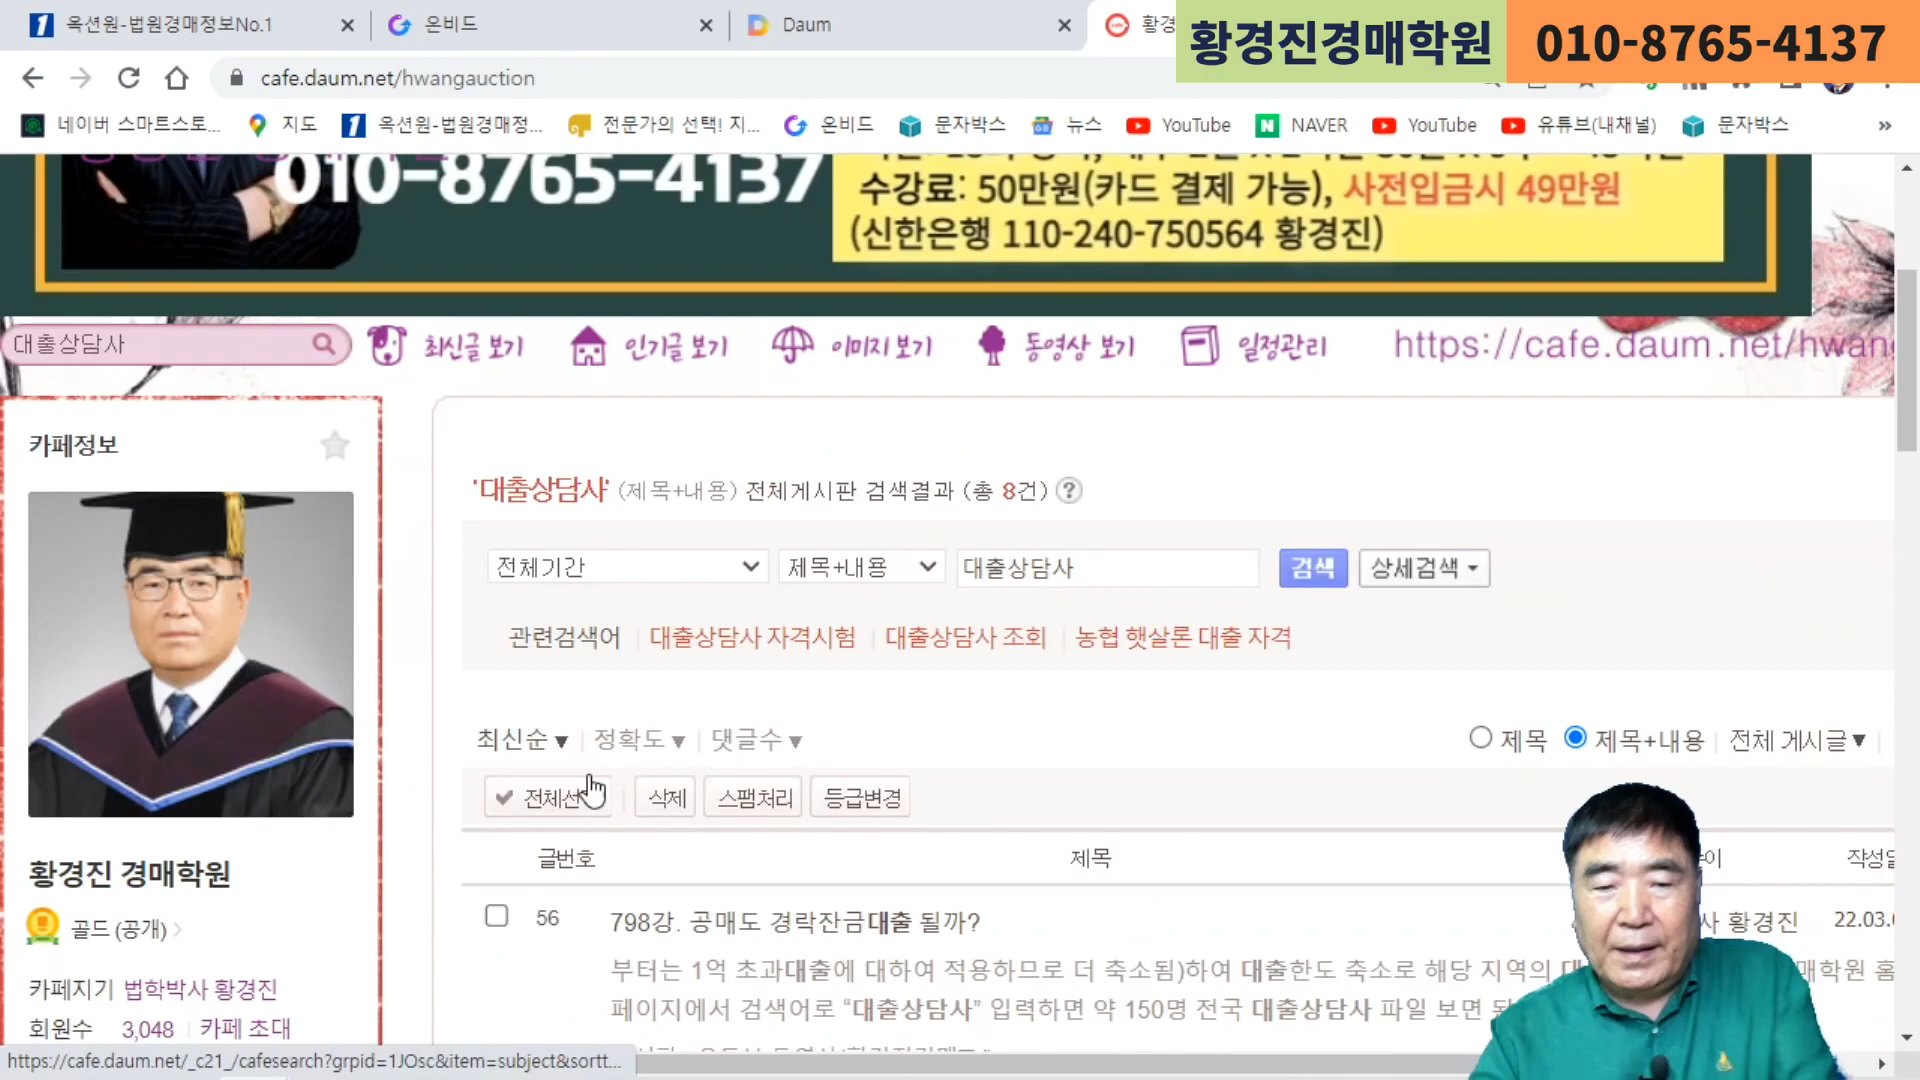 옥션원-법원경매정보No.1
온비드
Daum
황경
황경진경매학원
010-8765-4137
cafe.daum.net/hwangauction
네이버 스마트스토...
지도
옥션원-법원경매정...
전문가의 선택! 지...
온비드
문자박스
뉴스
YouTube
NAVER
YouTube
유튜브(내채널)
문자박스
010-8765-4137
수강료: 50만원(카드 결제 가능), 사전입금시 49만원
(신한은행 110-240-750564 황경진)
대출상담사
최신글 보기
인기글 보기
이미지 보기
동영상 보기
일정관리
https://cafe.daum.net/hwan
카페정보
'대출상담사' (제목+내용) 전체게시판 검색결과 (총 8건)
전체기간
제목+내용
대출상담사
검색
상세검색
관련검색어
대출상담사 자격시험
대출상담사 조회
농협 햇살론 대출 자격
최신순▼
정확도▼
댓글수▼
제목
제목+내용
전체 게시글▼
전체선
삭제
스팸처리
등급변경
글번호
제목
이
작성일
56
798강. 공매도 경락잔금대출 될까?
사 황경진
22.03.
부터는 1억 초과대출에 대하여 적용하므로 더 축소됨)하여 대출한도 축소로 해당 지역의
매학원 홈
페이지에서 검색어로 “대출상담사” 입력하면 약 150명 전국 대출상담사 파일 보면
황경진 경매학원
골드 (공개)
카페지기 법학박사 황경진
회원수 3,048 카페 초대
https://cafe.daum.net/_c21_/cafesearch?grpid=1JOsc&item=subject&sortt...